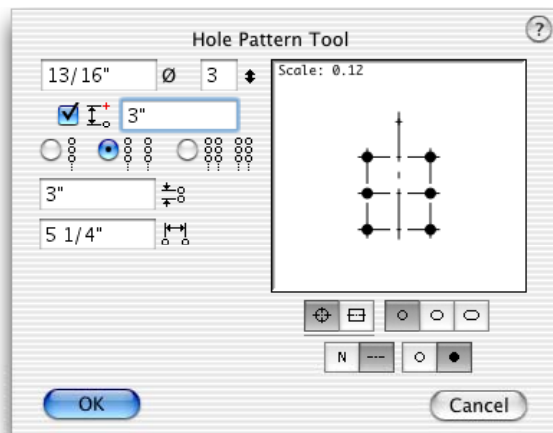 ?
Hole Pattern Tool
13/16" Ø 3
3"
3"
5 1/4"
Scale: 0.12
N
OK
Cancel